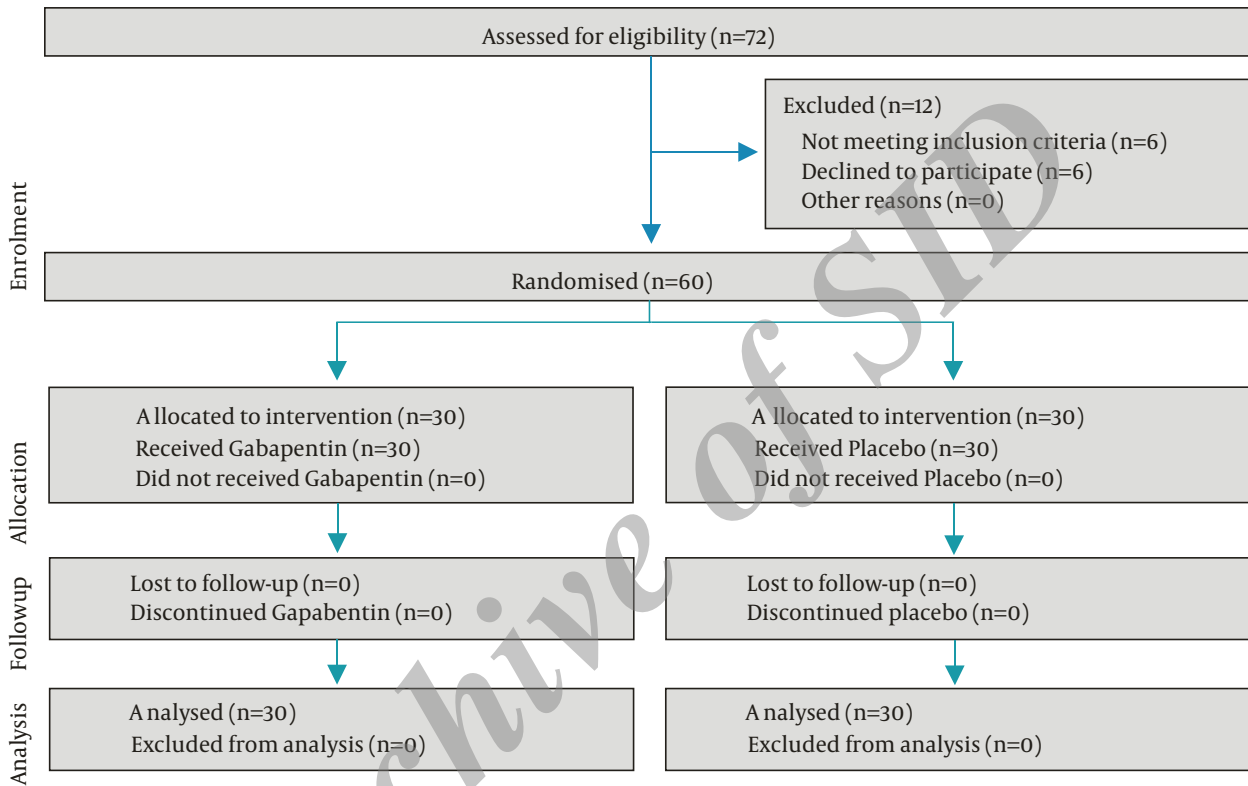 Assessed for eligibility (n=72)
Excluded (n=12)
Not meeting inclusion criteria (n=6)
Declined to participate (n=6)
Other reasons (n=0)
Enrolment
Randomised (n=60)
A llocated to intervention (n=30)
Received Gabapentin (n=30)
Did not received Gabapentin (n=0)
A llocated to intervention (n=30)
Received Placebo (n=30)
Did not received Placebo (n=0)
Allocation
Lost to follow-up (n=0)
Discontinued Gapabentin (n=0)
Lost to follow-up (n=0)
Discontinued placebo (n=0)
Followup
A nalysed (n=30)
Excluded from analysis (n=0)
A nalysed (n=30)
Excluded from analysis (n=0)
Analysis
of SID